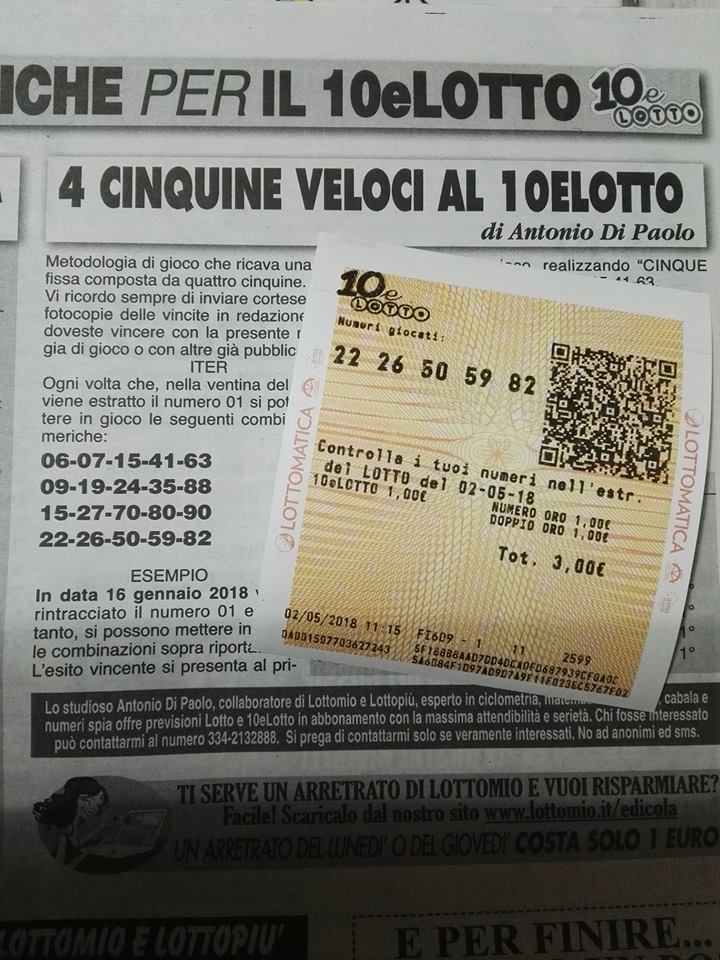 ICHE PER IL 10eLOTTO 10e LOTTO
4 CINQUINE VELOCI AL 10ELOTTO
di Antonio Di Paolo
Metodologia di gioco che ricava una
fissa composta da quattro cinquine.
Vi ricordo sempre di inviare cortese
fotocopie delle vincite in redazione
doveste vincere con la presente
gia di gioco o con altre già pubblic
ITER
Ogni volta che, nella ventina del
viene estratto il numero 01 si pot
tere in gioco le seguenti combi
meriche:
06-07-15-41-63
09-19-24-35-88
15-27-70-80-90
22-26-50-59-82
ESEMPIO
In data 16 gennaio 2018
rintracciato il numero 01 e
tanto, si possono mettere in
le combinazioni sopra riporta
L'esito vincente si presenta al pri-
realizzando "CINQUE
10e
LOTTO
Numeri giocati:
22 26 50 59 82
Controlla i tuoi numeri nell'estr.
del LOTTO del 02-05-18
10eLOTTO 1,00€
NUMERO ORO 1,00€
DOPPIO ORO 1,00€
Tot. 3,00€
02/05/2018 11:15 FI609 - 1 11 2599
LOTTOMATICA
LOTTOMATICA
1°
Lo studioso Antonio Di Paolo, collaboratore di Lottomio e Lottopiù, esperto in ciclometria, cabala e
numeri spia offre previsioni Lotto e 10eLotto in abbonamento con la massima attendibilità e serietà. Chi fosse interessato
può contattarmi al numero 334-2132888. Si prega di contattarmi solo se veramente interessati. No ad anonimi ed sms.
TI SERVE UN ARRETRATO DI LOTTOMIO E VUOI RISPARMIARE?
Facile! Scaricalo dal nostro sito www.lottomio.it/edicola
UN ARRETRATO DEL LUNEDI' O DEL GIOVEDI' COSTA SOLO 1 EURO
LOTTOMIO E LOTTOPIU'
E PER FINIRE...